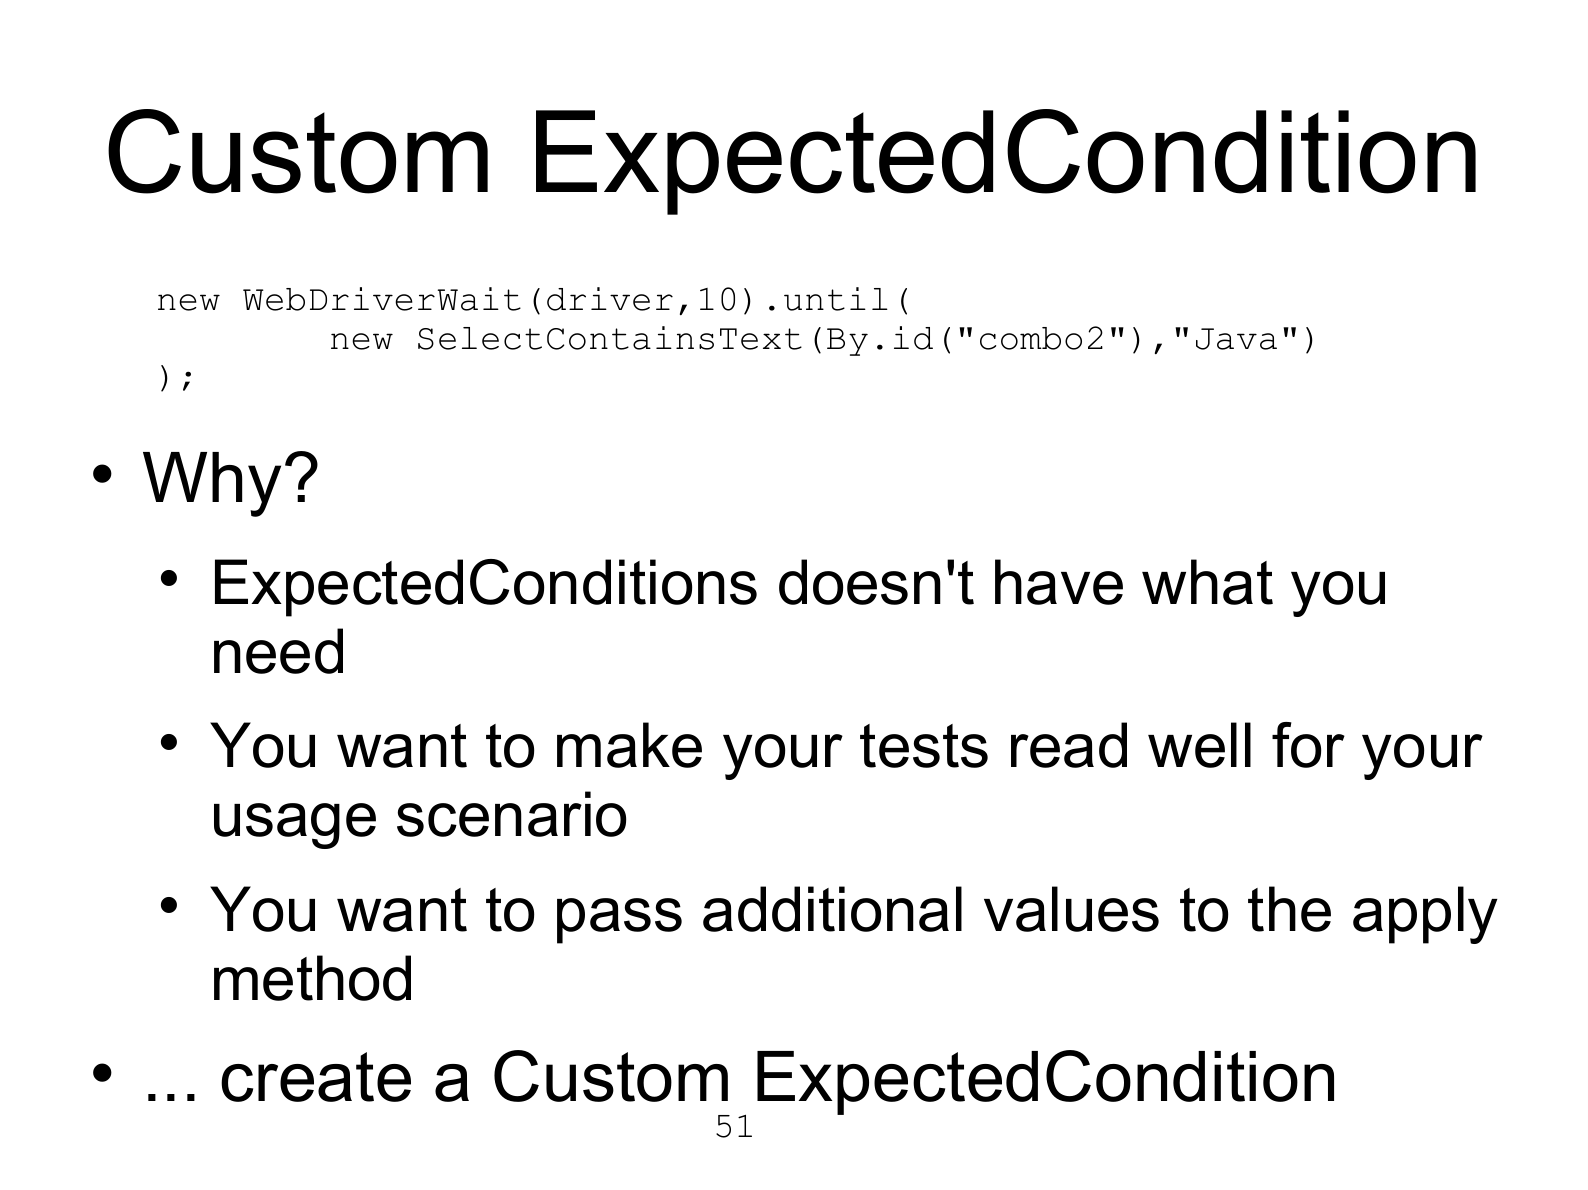 Custom ExpectedCondition
new WebDriverWait(driver,10).until(
new SelectContainsText(By.id("combo2"),"Java")
);
• Why?
• ExpectedConditions doesn't have what you
need
• You want to make your tests read well for your
usage scenario
• You want to pass additional values to the apply
method
• ... create a Custom ExpectedCondition
51